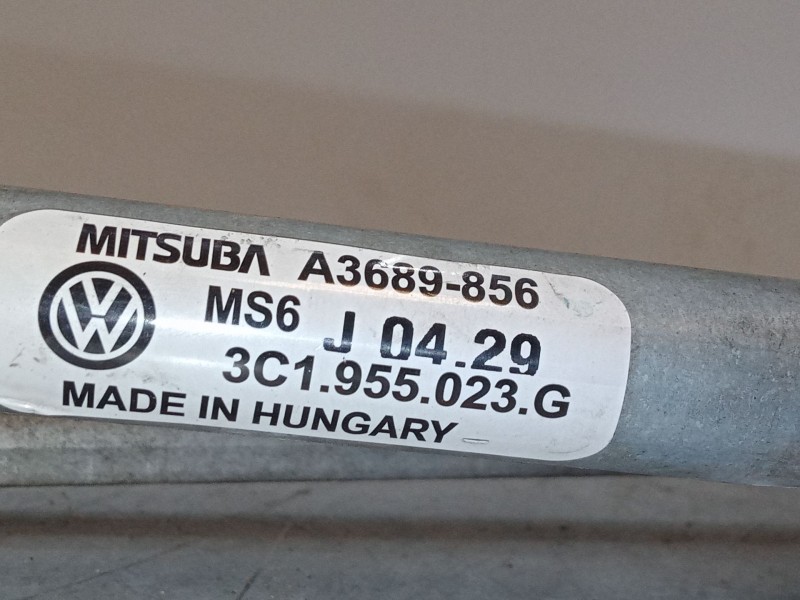 MITSUBA A3689-856
MS6 J 04.29
3C1.955.023.G
MADE IN HUNGARY